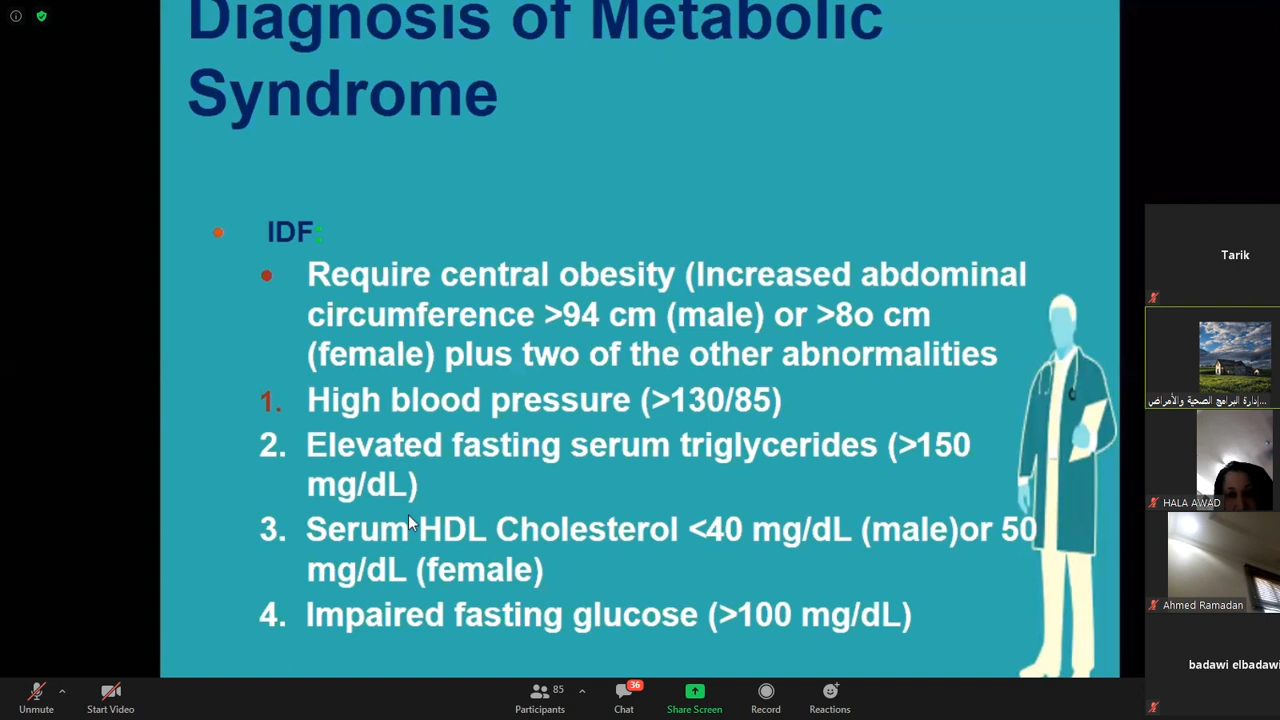 Diagnosis of Metabolic
Syndrome
IDF:
Require central obesity (Increased abdominal
circumference >94 cm (male) or >8o cm
(female) plus two of the other abnormalities
1. High blood pressure (>130/85)
2. Elevated fasting serum triglycerides (>150
mg/dL)
3. Serum HDL Cholesterol <40 mg/dL (male)or 50
mg/dL (female)
4. Impaired fasting glucose (>100 mg/dL)
Tarik
إدارة البرامج الصحية والأمراض...
HALA AWAD
Ahmed Ramadan
badawi elbadawi
Unmute
Start Video
85
Participants
36
Chat
Share Screen
Record
Reactions